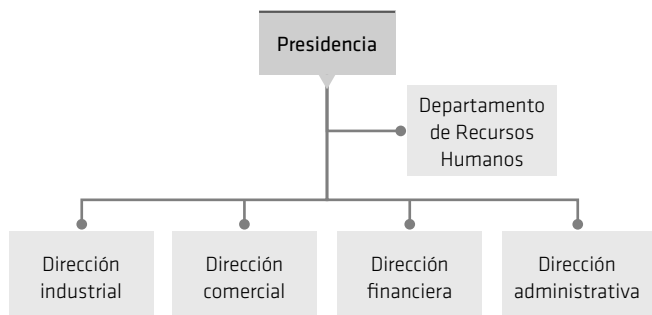 Presidencia
Departamento
de Recursos
Humanos
Dirección
industrial
Dirección
comercial
Dirección
financiera
Dirección
administrativa